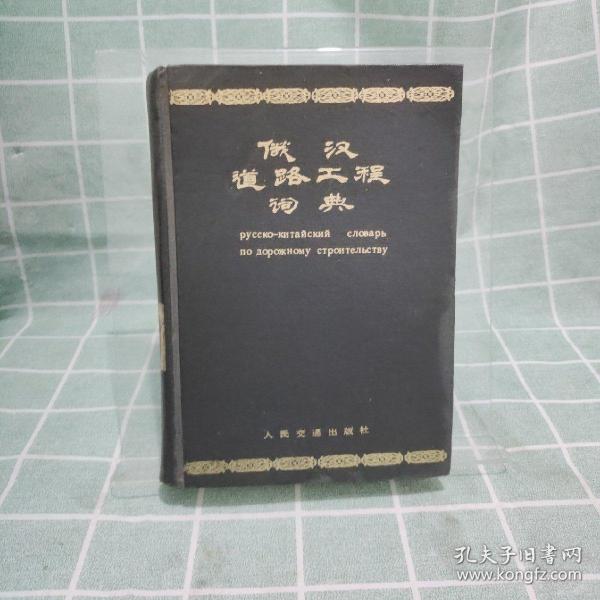 俄汉
道路工程
词典
русско-китайский словарь
по дорожному строительству
人民交通出版社
孔夫子旧书网
www.kongfz.com